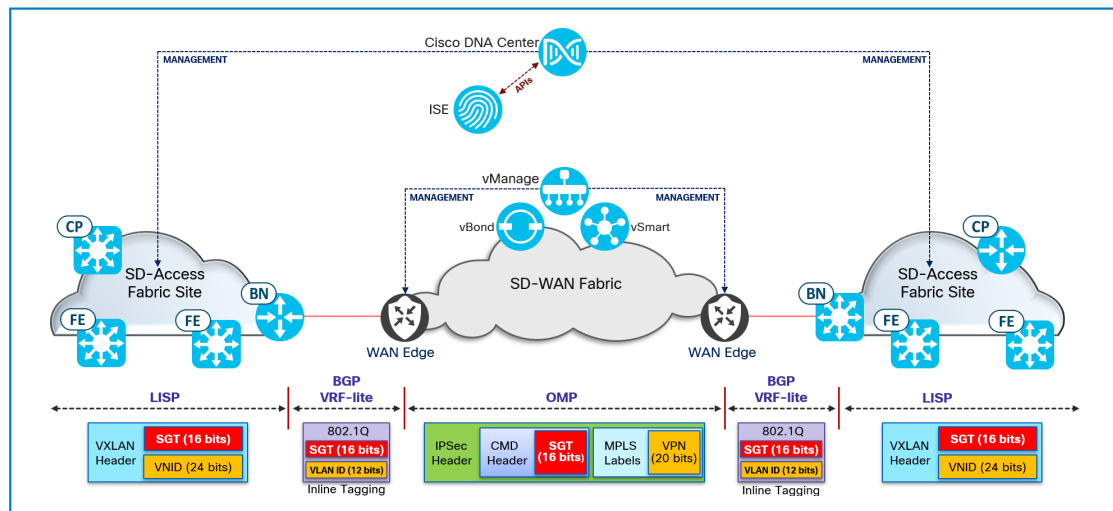 Cisco DNA Center
MANAGEMENT
MANAGEMENT
APIs
ISE
vManage
MANAGEMENT
MANAGEMENT
vBond
vSmart
CP
SD-Access
Fabric Site
BN
FE
FE
SD-WAN Fabric
WAN Edge
WAN Edge
CP
SD-Access
Fabric Site
BN
FE
FE
LISP
BGP
VRF-lite
OMP
BGP
VRF-lite
LISP
VXLAN
Header
SGT (16 bits)
VNID (24 bits)
802.1Q
SGT (16 bits)
VLAN ID (12 bits)
Inline Tagging
IPSec
Header
CMD
Header
SGT
(16 bits)
MPLS
Labels
VPN
(20 bits)
802.1Q
SGT (16 bits)
VLAN ID (12 bits)
Inline Tagging
VXLAN
Header
SGT (16 bits)
VNID (24 bits)